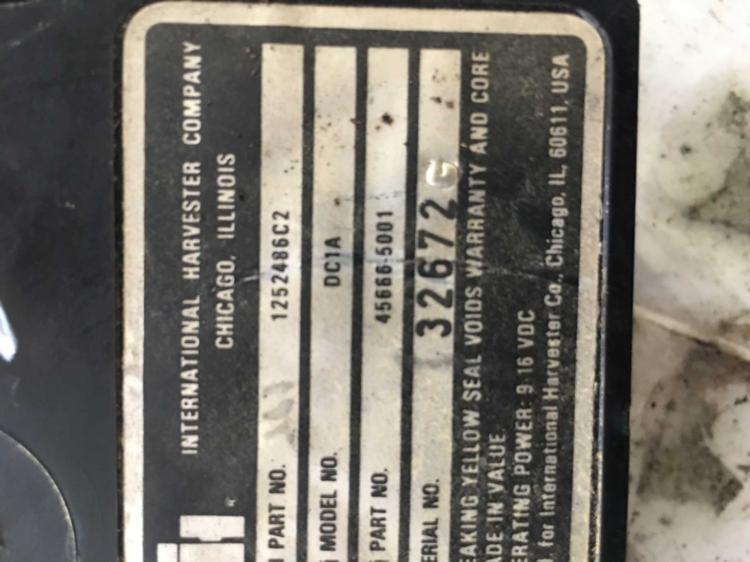 INTERNATIONAL HARVESTER COMPANY
CHICAGO, ILLINOIS
PART NO. 1252486C2
MODEL NO. DC1A
PART NO. 45666-5001
ERIAL NO. 32672 G
EAKING YELLOW SEAL VOIDS WARRANTY AND CORE
ADE-IN VALUE
ERATING POWER: 9-16 VDC
. for International Harvester Co., Chicago, IL, 60611, USA